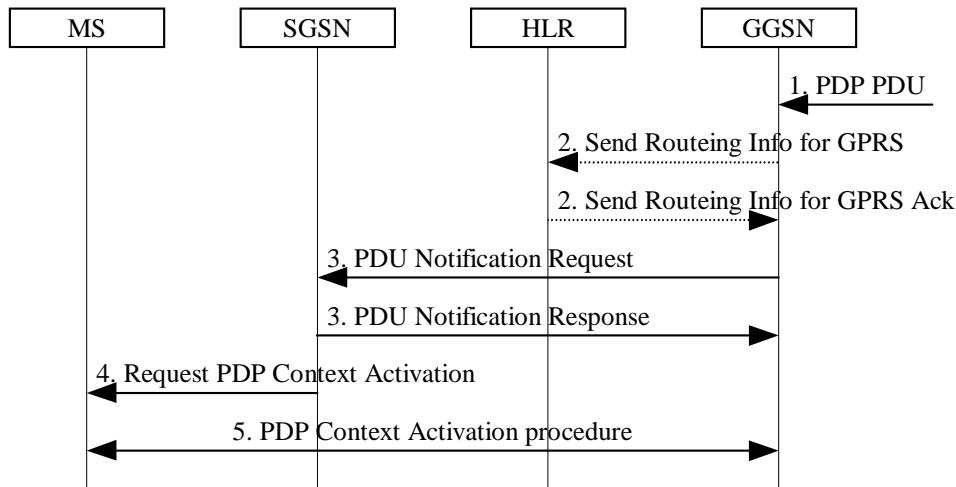 MS
SGSN
HLR
GGSN
1. PDP PDU
2. Send Routeing Info for GPRS
2. Send Routeing Info for GPRS Ack
3. PDU Notification Request
3. PDU Notification Response
4. Request PDP Context Activation
5. PDP Context Activation procedure